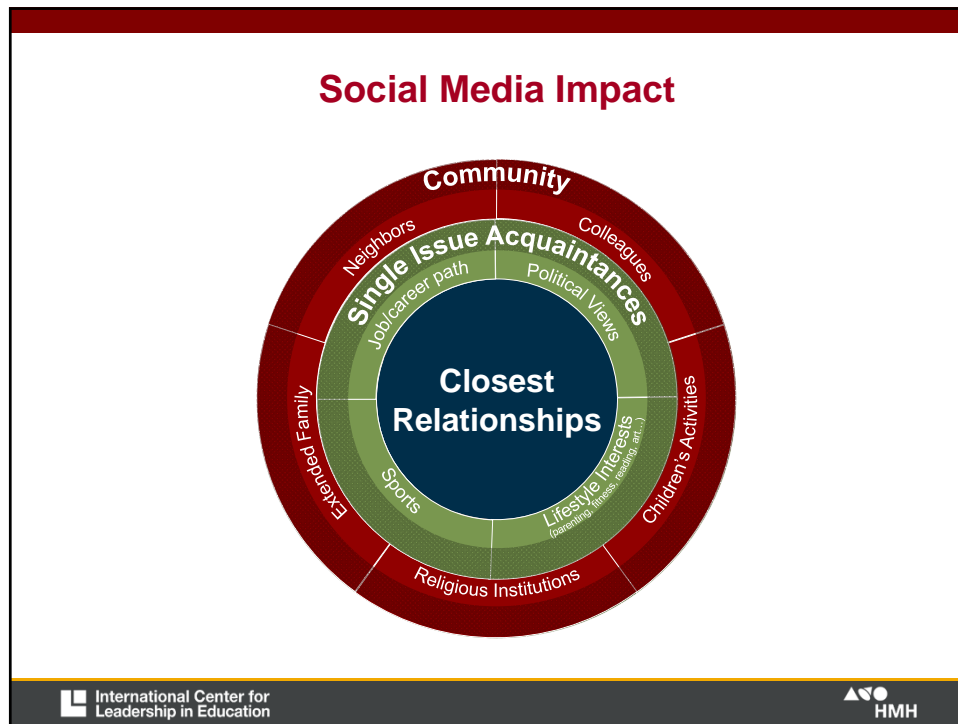 Social Media Impact
Community
Neighbors
Colleagues
Single Issue Acquaintances
Job/career path
Political Views
Closest
Relationships
Extended Family
Sports
Lifestyle Interests
(parenting, fitness, reading, art...)
Children's Activities
Religious Institutions
International Center for
Leadership in Education
HMH